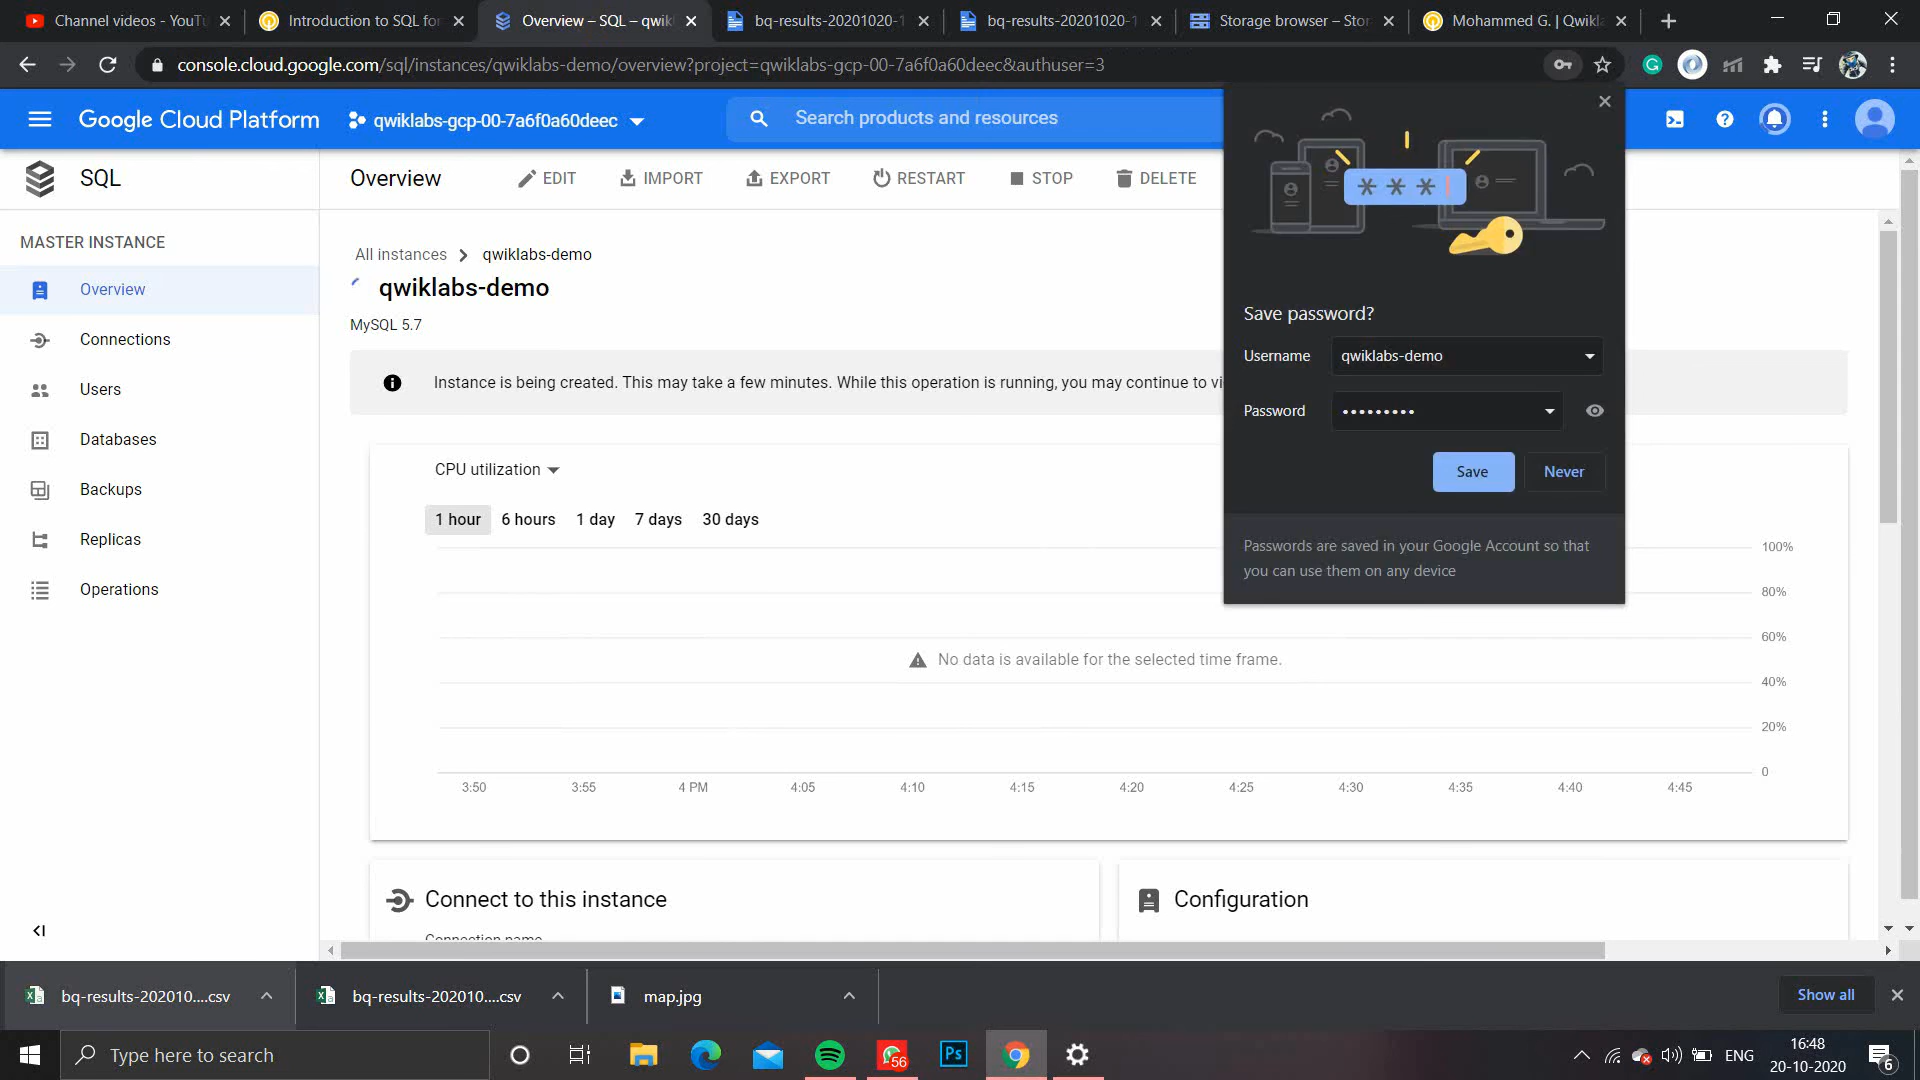 Channel videos - YouTu
Introduction to SQL for
Overview – SQL – qwikl
bq-results-20201020-1
bq-results-20201020-1
Storage browser – Stor
Mohammed G. | Qwikla
console.cloud.google.com/sql/instances/qwiklabs-demo/overview?project=qwiklabs-gcp-00-7a6f0a60deec&authuser=3
Google Cloud Platform
qwiklabs-gcp-00-7a6f0a60deec
Search products and resources
SQL
Overview
EDIT
IMPORT
EXPORT
RESTART
STOP
DELETE
MASTER INSTANCE
Overview
Connections
Users
Databases
Backups
Replicas
Operations
All instances
qwiklabs-demo
qwiklabs-demo
MySQL 5.7
Instance is being created. This may take a few minutes. While this operation is running, you may continue to vi
Save password?
Username
qwiklabs-demo
Password
•••••••••
Save
Never
Passwords are saved in your Google Account so that
you can use them on any device
CPU utilization
1 hour
6 hours
1 day
7 days
30 days
100%
80%
60%
40%
20%
0
No data is available for the selected time frame.
3:50
3:55
4 PM
4:05
4:10
4:15
4:20
4:25
4:30
4:35
4:40
4:45
Connect to this instance
Connection name
Configuration
bq-results-202010....csv
bq-results-202010....csv
map.jpg
Show all
Type here to search
56
Ps
ENG
16:48
20-10-2020
6